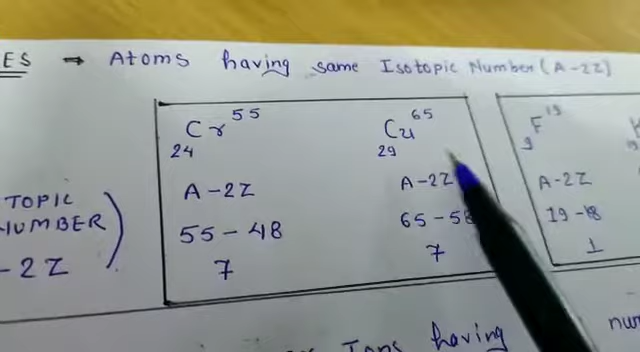 ES → Atoms having same Isotopic Number (A-2Z)
Cr 55
24
A-2Z
55-48
7
Cu 65
29
A-2Z
65-58
7
F 19
9
A-2Z
19-18
1
19
TOPIC
NUMBER
-2Z
Ions having